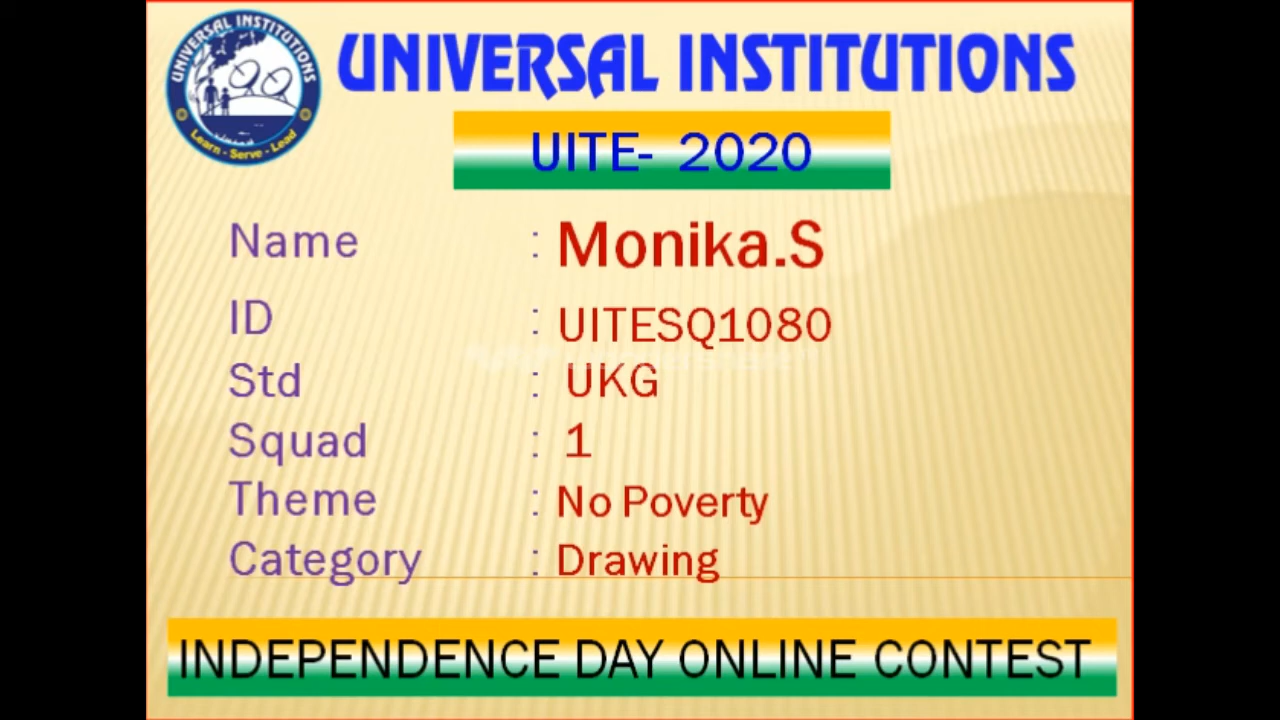 UNIVERSAL INSTITUTIONS
Learn - Serve - Lead
UNIVERSAL INSTITUTIONS
UITE- 2020
Name : Monika.S
ID : UITESQ1080
Std : UKG
Squad : 1
Theme : No Poverty
Category : Drawing
INDEPENDENCE DAY ONLINE CONTEST